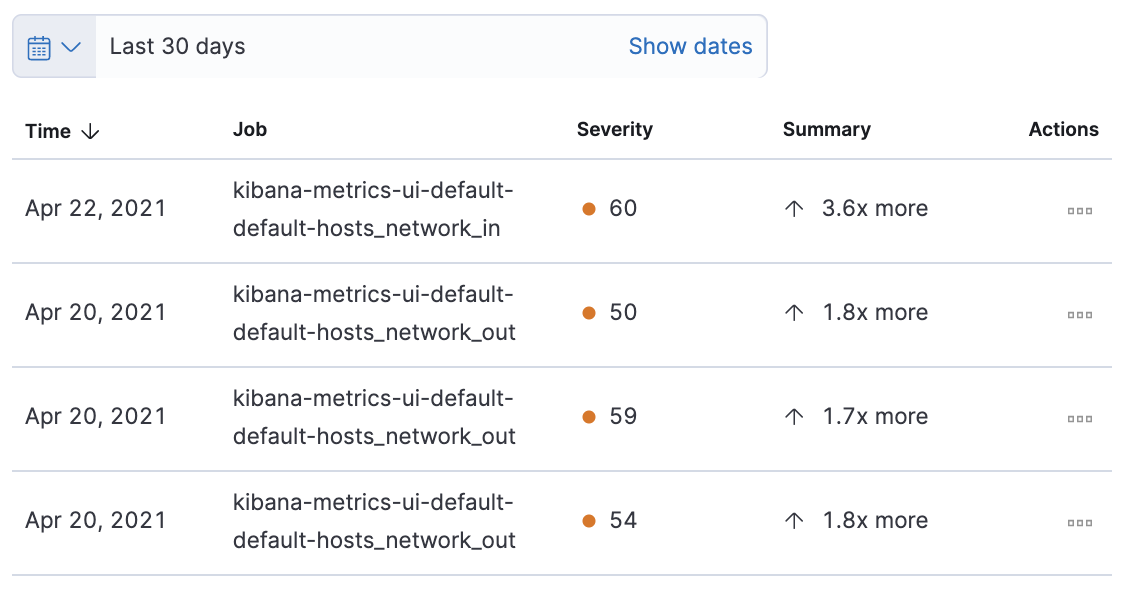 Last 30 days Show dates
Time Job Severity Summary Actions
Apr 22, 2021 kibana-metrics-ui-default-
default-hosts_network_in 60 3.6x more
Apr 20, 2021 kibana-metrics-ui-default-
default-hosts_network_out 50 1.8x more
Apr 20, 2021 kibana-metrics-ui-default-
default-hosts_network_out 59 1.7x more
Apr 20, 2021 kibana-metrics-ui-default-
default-hosts_network_out 54 1.8x more